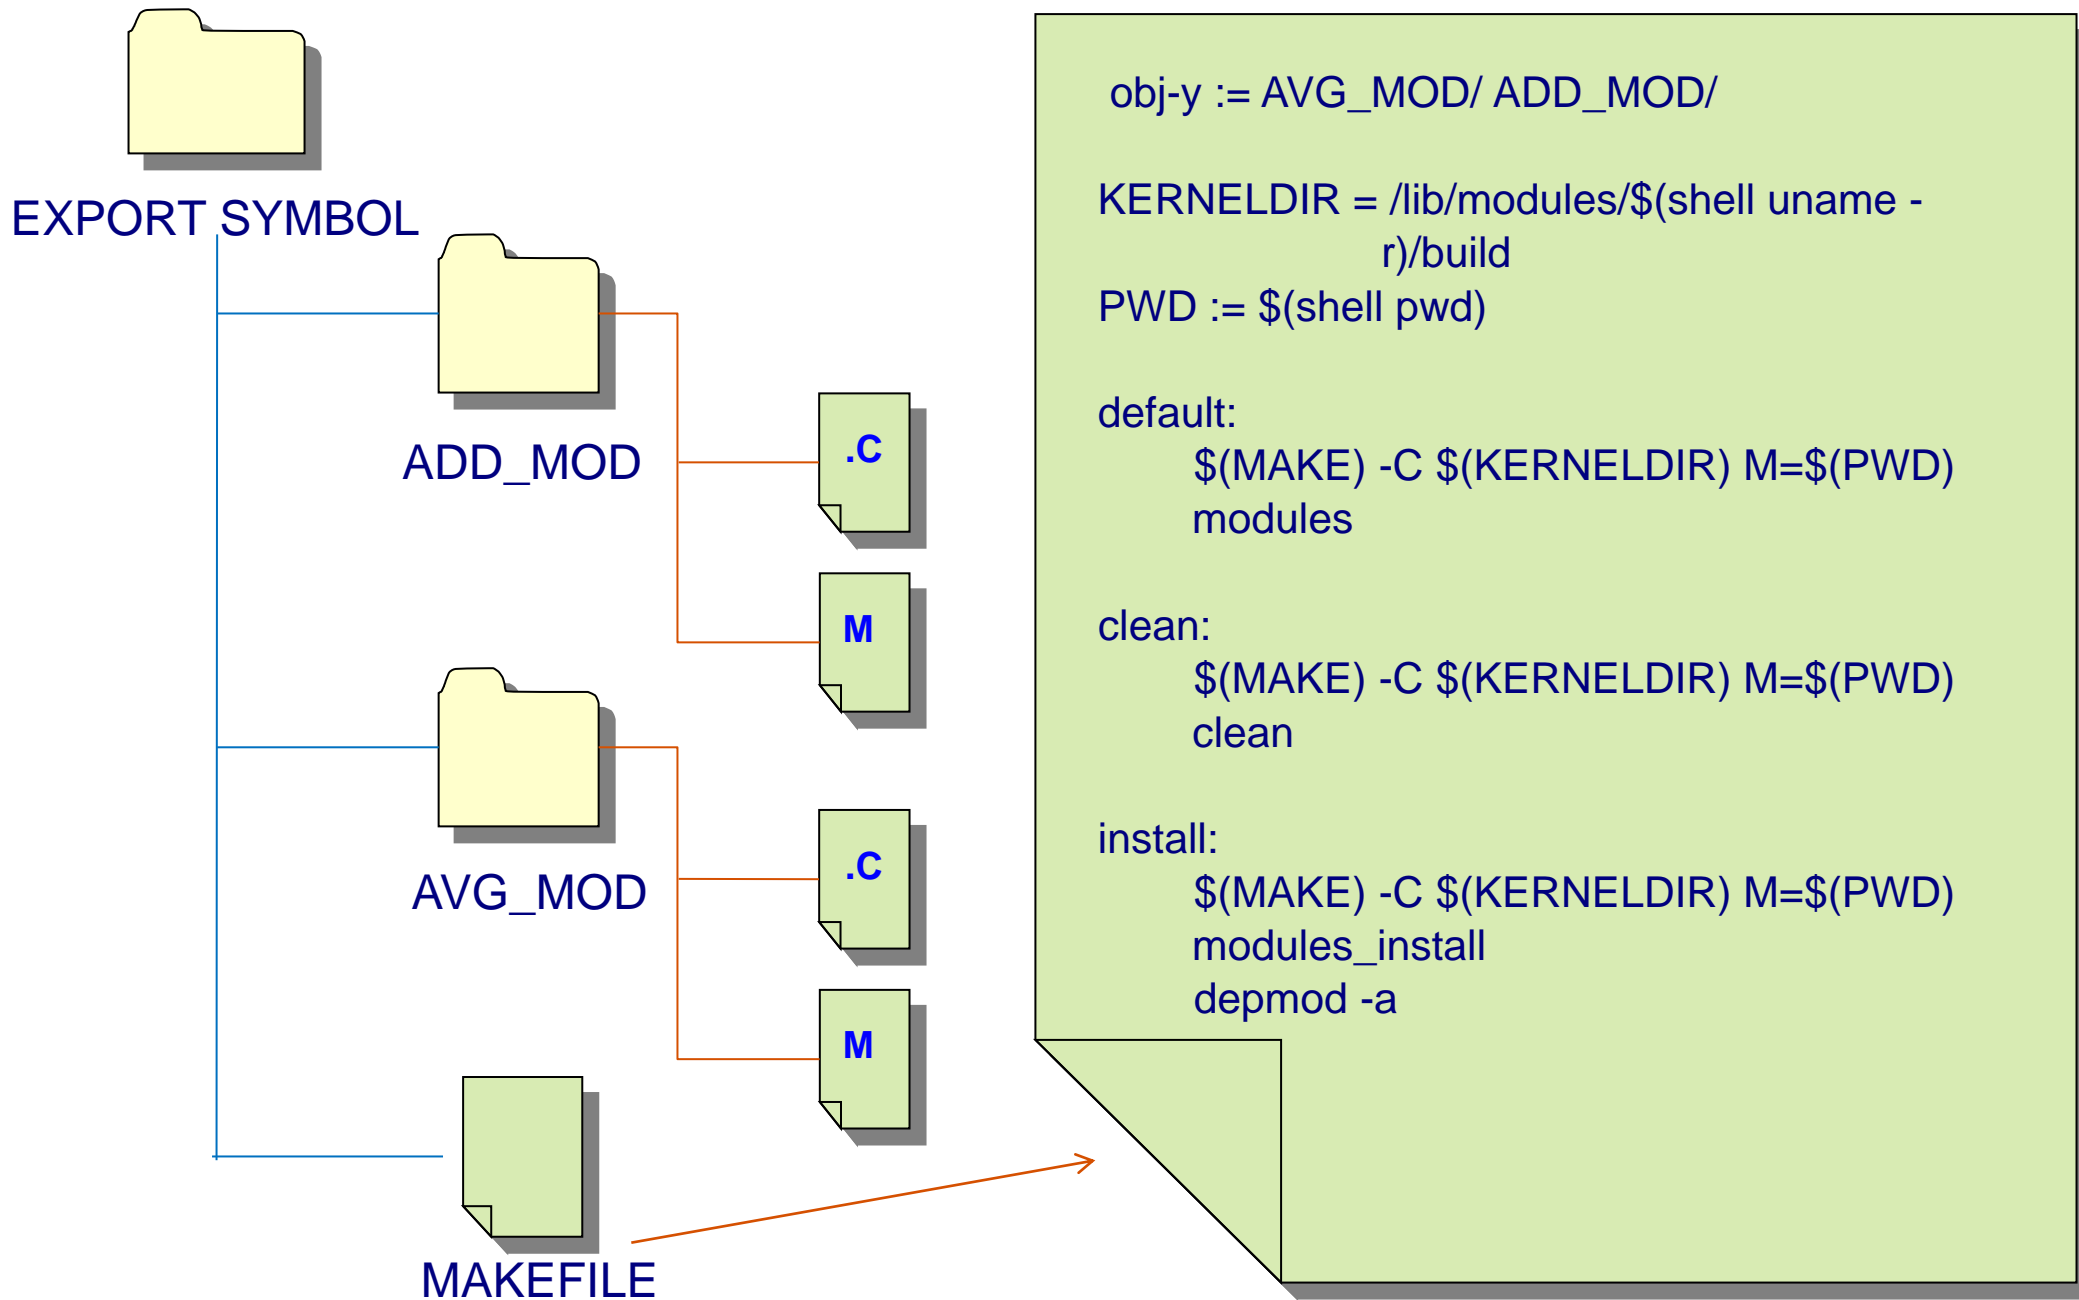 EXPORT SYMBOL
ADD_MOD
.C
M
AVG_MOD
.C
M
MAKEFILE
obj-y := AVG_MOD/ ADD_MOD/
KERNELDIR = /lib/modules/$(shell uname -
r)/build
PWD := $(shell pwd)
default:
$(MAKE) -C $(KERNELDIR) M=$(PWD)
modules
clean:
$(MAKE) -C $(KERNELDIR) M=$(PWD)
clean
install:
$(MAKE) -C $(KERNELDIR) M=$(PWD)
modules_install
depmod -a